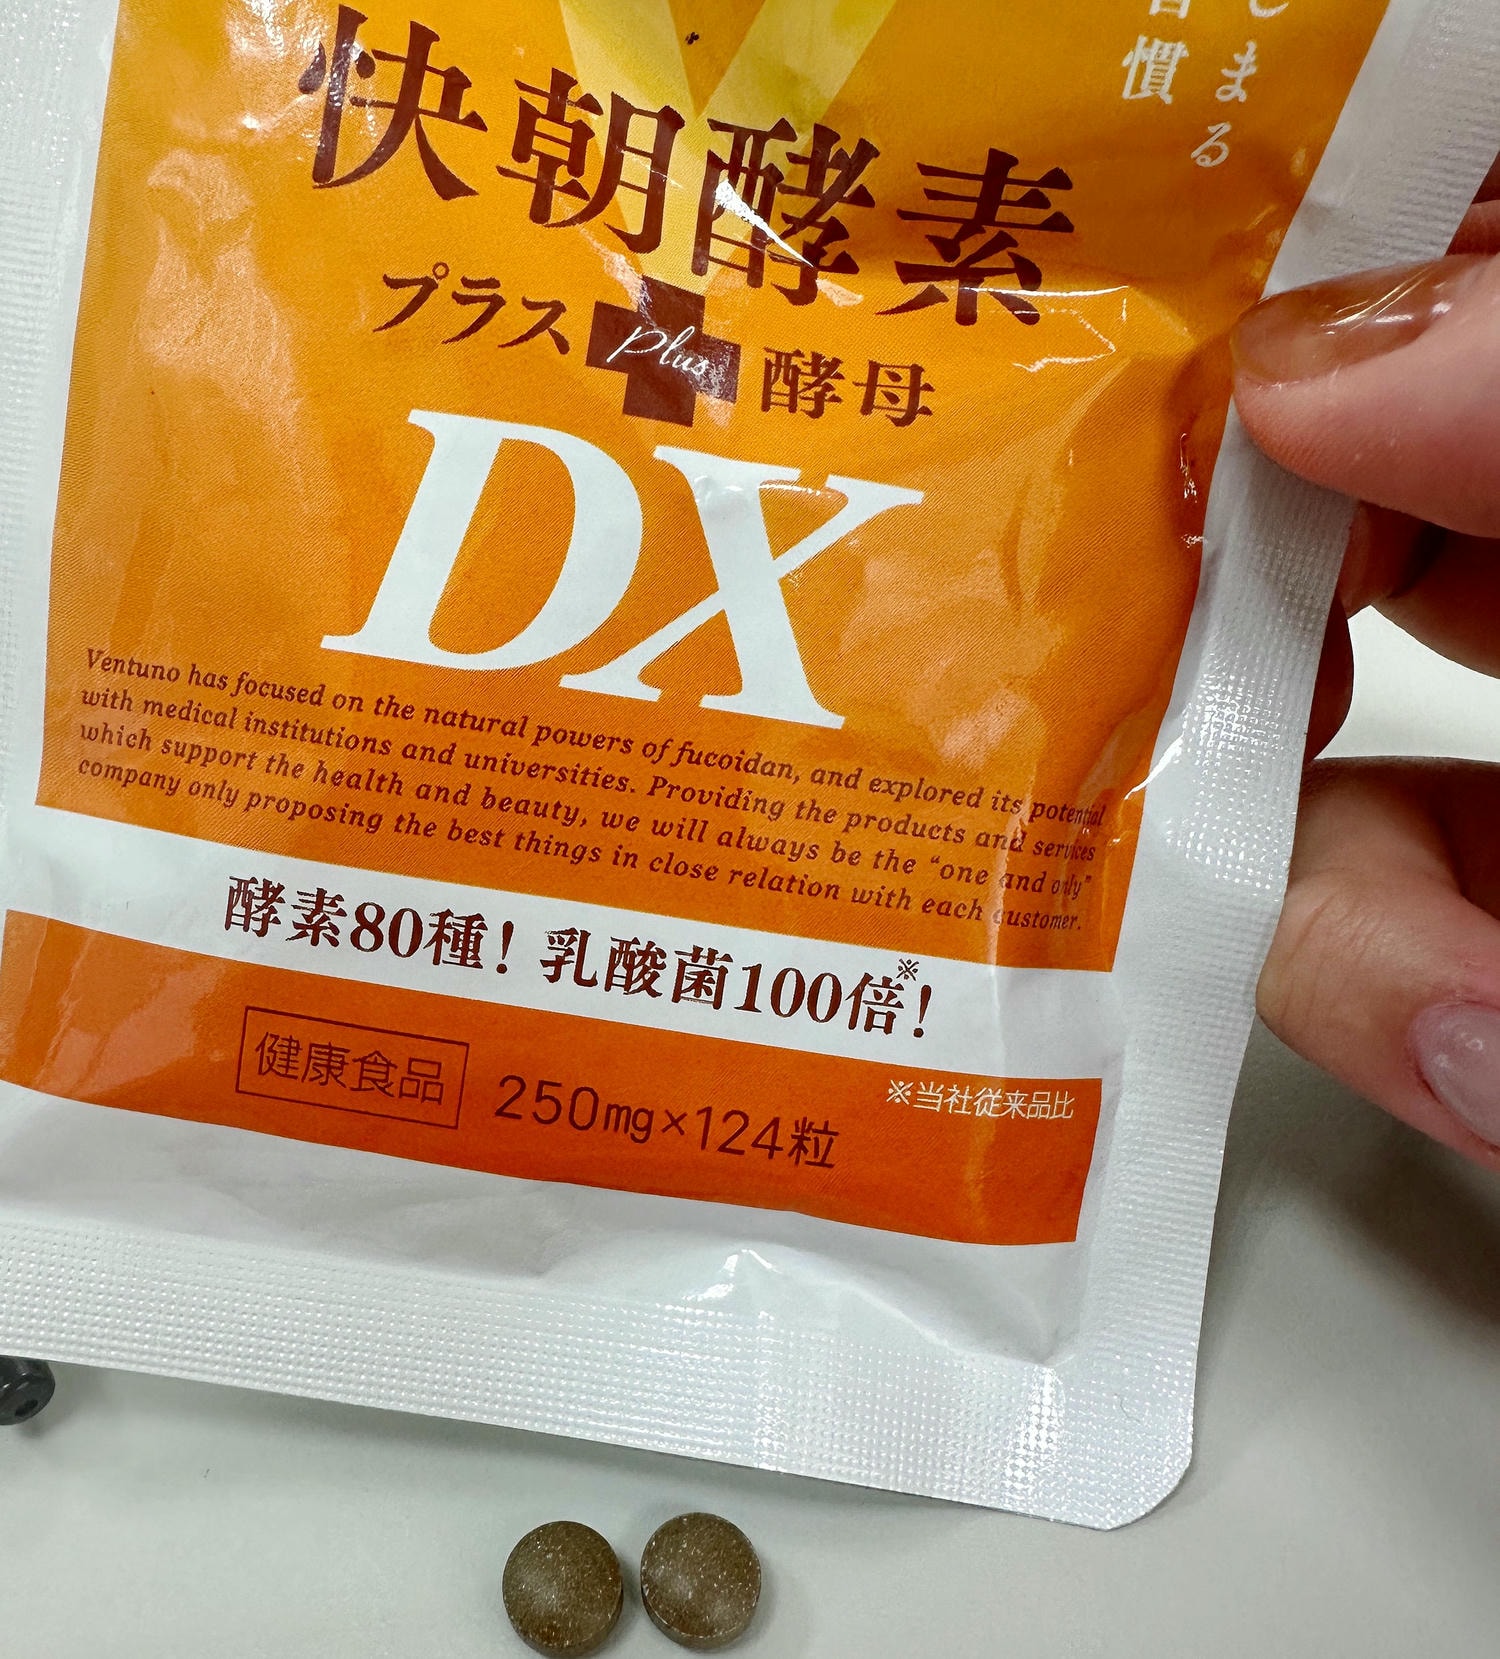 まる
慣
快朝酵素
プラス plus 酵母
DX
Ventuno has focused on the natural powers of fucoidan, and explored its potential
with medical institutions and universities. Providing the products and services
which support the health and beauty, we will always be the “one and only”
company only proposing the best things in close relation with each customer.
酵素80種! 乳酸菌100倍※!
健康食品 250mg×124粒
※当社従来品比